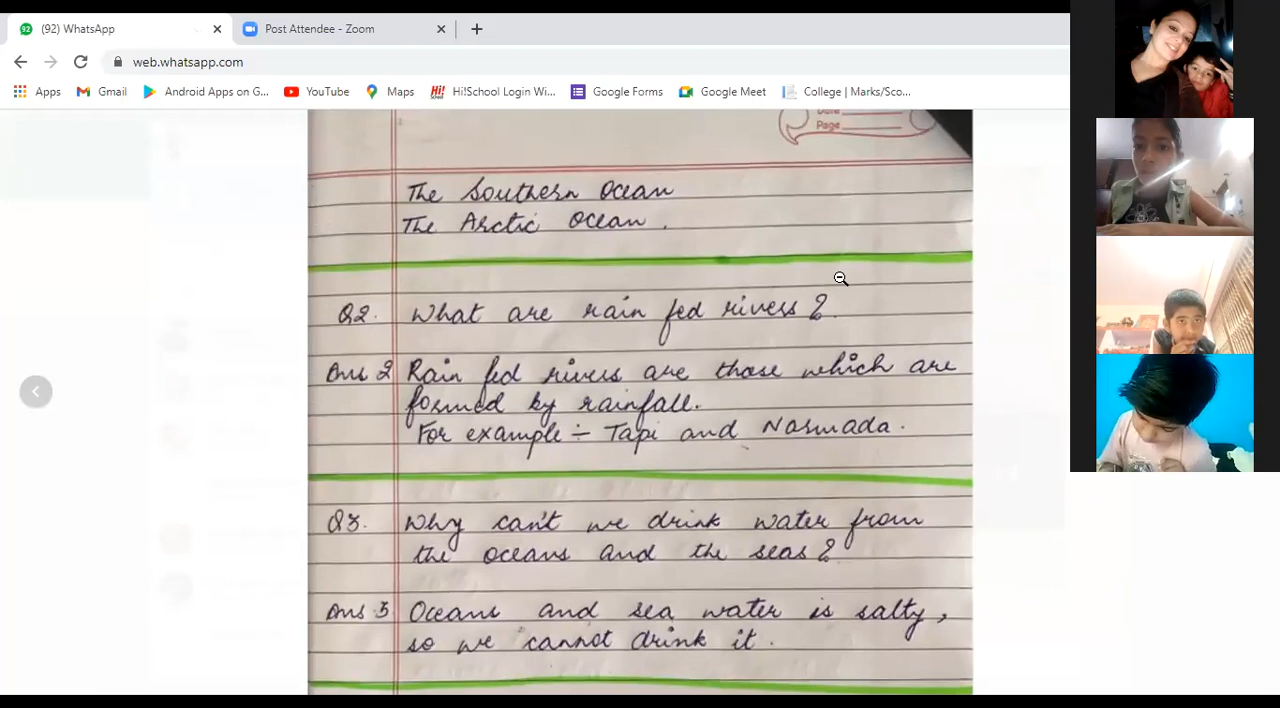 (92) WhatsApp
Post Attendee - Zoom
web.whatsapp.com
Apps Gmail Android Apps on G... YouTube Maps Hi! Hi!School Login Wi... Google Forms Google Meet College | Marks/Sco...
Page
The Southern Ocean
The Arctic Ocean.
Q2. What are rain fed rivers?
Ans 2 Rain fed rivers are those which are
formed by rainfall.
For example ÷ Tapi and Narmada.
Q3. Why can't we drink water from
the oceans and the seas?
Ans 3 Oceans and sea water is salty,
so we cannot drink it.